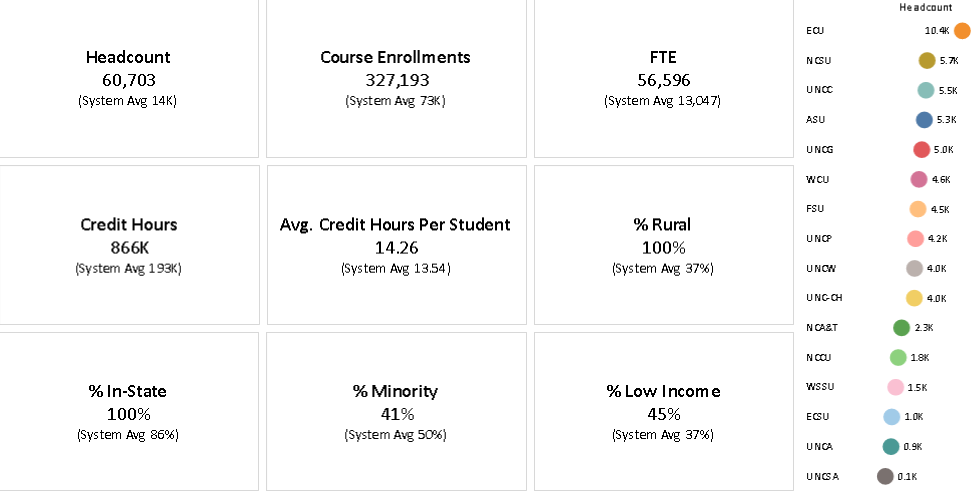 Headcount
60,703
(System Avg 14K)
Course Enrollments
327,193
(System Avg 73K)
FTE
56,596
(System Avg 13,047)
Credit Hours
866K
(System Avg 193K)
Avg. Credit Hours Per Student
14.26
(System Avg 13.54)
% Rural
100%
(System Avg 37%)
% In-State
100%
(System Avg 86%)
% Minority
41%
(System Avg 50%)
% Low Income
45%
(System Avg 37%)
Headcount
ECU 10.4K
NCSU 5.7K
UNCC 5.5K
ASU 5.3K
UNCG 5.0K
WCU 4.6K
FSU 4.5K
UNCP 4.2K
UNCW 4.0K
UNC-CH 4.0K
NCA&T 2.3K
NCCU 1.8K
WSSU 1.5K
ECSU 1.0K
UNCA 0.9K
UNCSA 0.1K